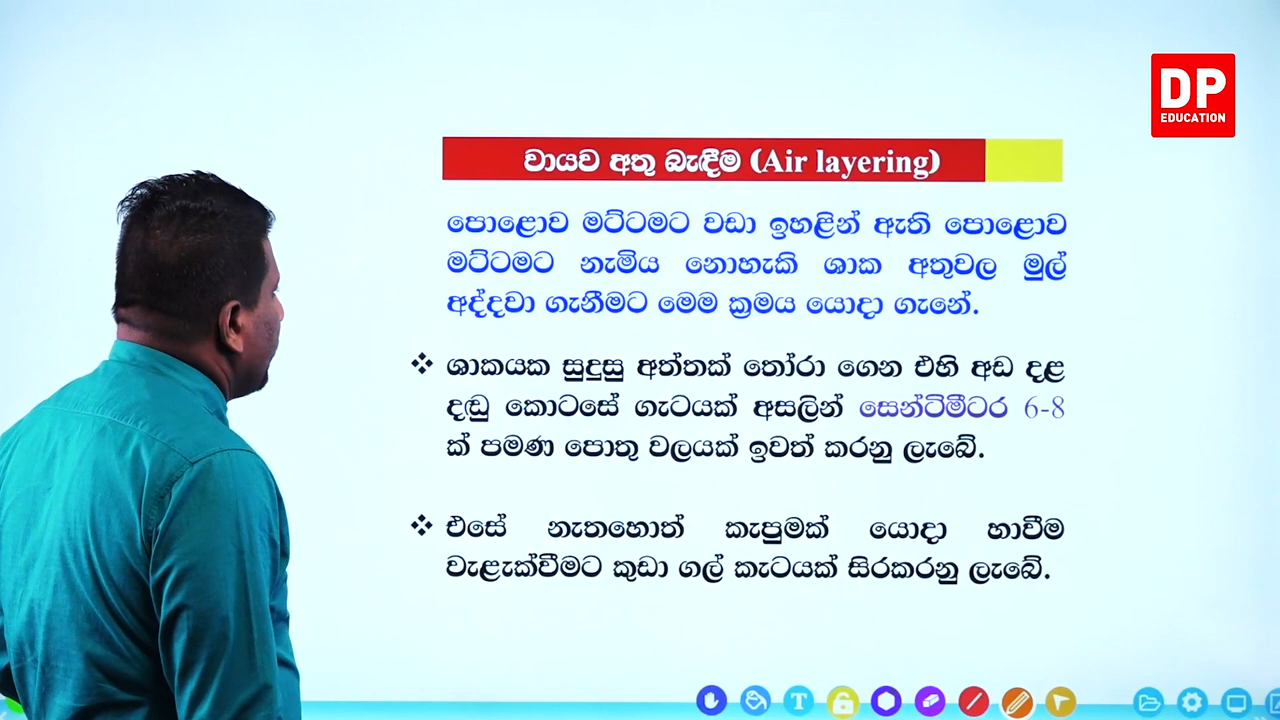 DP
EDUCATION
වායව අතු බැඳීම (Air layering)
පොළොව මට්ටමට වඩා ඉහළින් ඇති පොළොව
මට්ටමට නැමිය නොහැකි ශාක අතුවල මුල්
අද්දවා ගැනීමට මෙම ක්‍රමය යොදා ගැනේ.
❖ ශාකයක සුදුසු අත්තක් තෝරා ගෙන එහි අඩ දළ
දඬු කොටසේ ගැටයක් අසලින් සෙන්ටිමීටර 6-8
ක් පමණ පොතු වලයක් ඉවත් කරනු ලැබේ.
❖ එසේ නැතහොත් කැපුමක් යොදා හාවීම
වැළැක්වීමට කුඩා ගල් කැටයක් සිරකරනු ලැබේ.
T